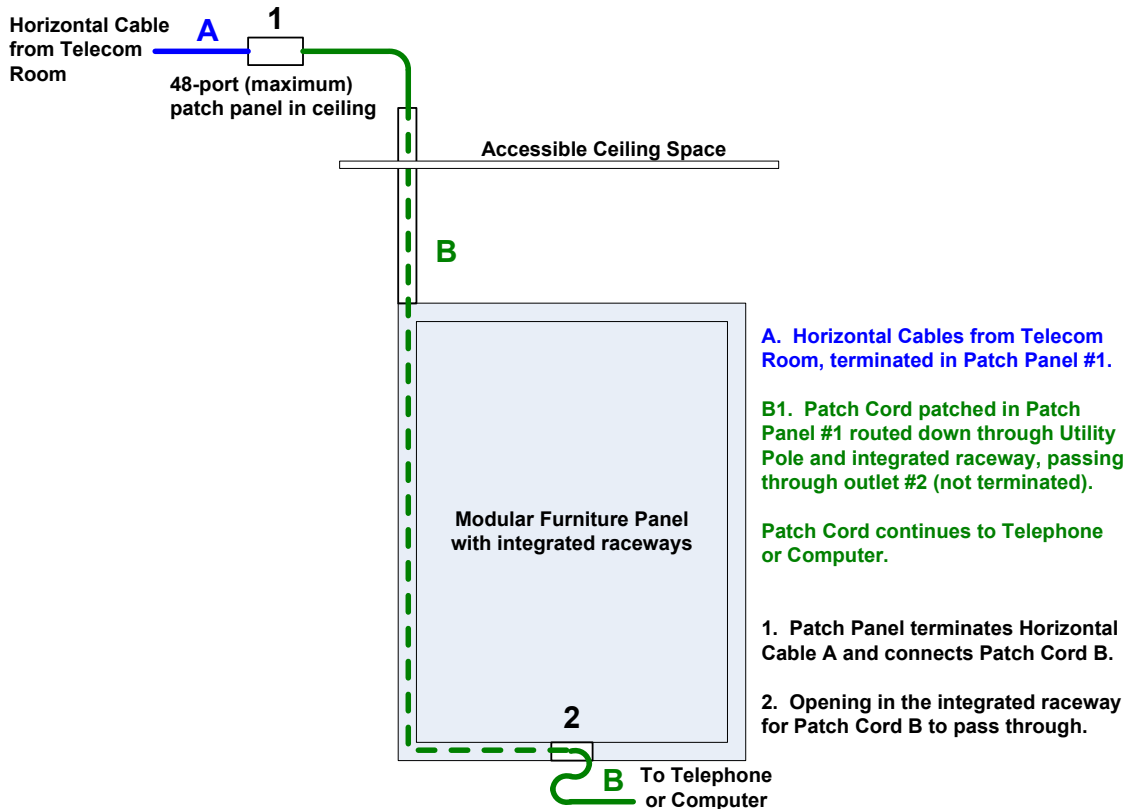 Horizontal Cable
from Telecom
Room
A
1
48-port (maximum)
patch panel in ceiling
Accessible Ceiling Space
B
Modular Furniture Panel
with integrated raceways
A. Horizontal Cables from Telecom
Room, terminated in Patch Panel #1.
B1. Patch Cord patched in Patch
Panel #1 routed down through Utility
Pole and integrated raceway, passing
through outlet #2 (not terminated).
Patch Cord continues to Telephone
or Computer.
1. Patch Panel terminates Horizontal
Cable A and connects Patch Cord B.
2. Opening in the integrated raceway
for Patch Cord B to pass through.
2
B
To Telephone
or Computer